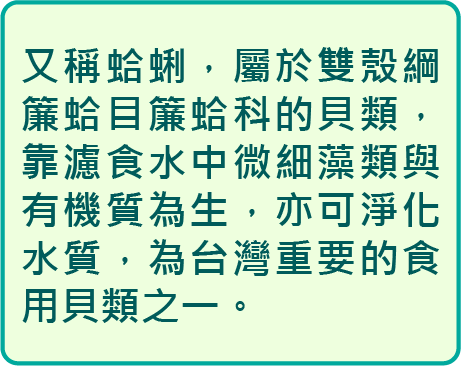 又稱蛤蜊，屬於雙殼綱
簾蛤目簾蛤科的貝類，
靠濾食水中微細藻類與
有機質為生，亦可淨化
水質，為台灣重要的食
用貝類之一。